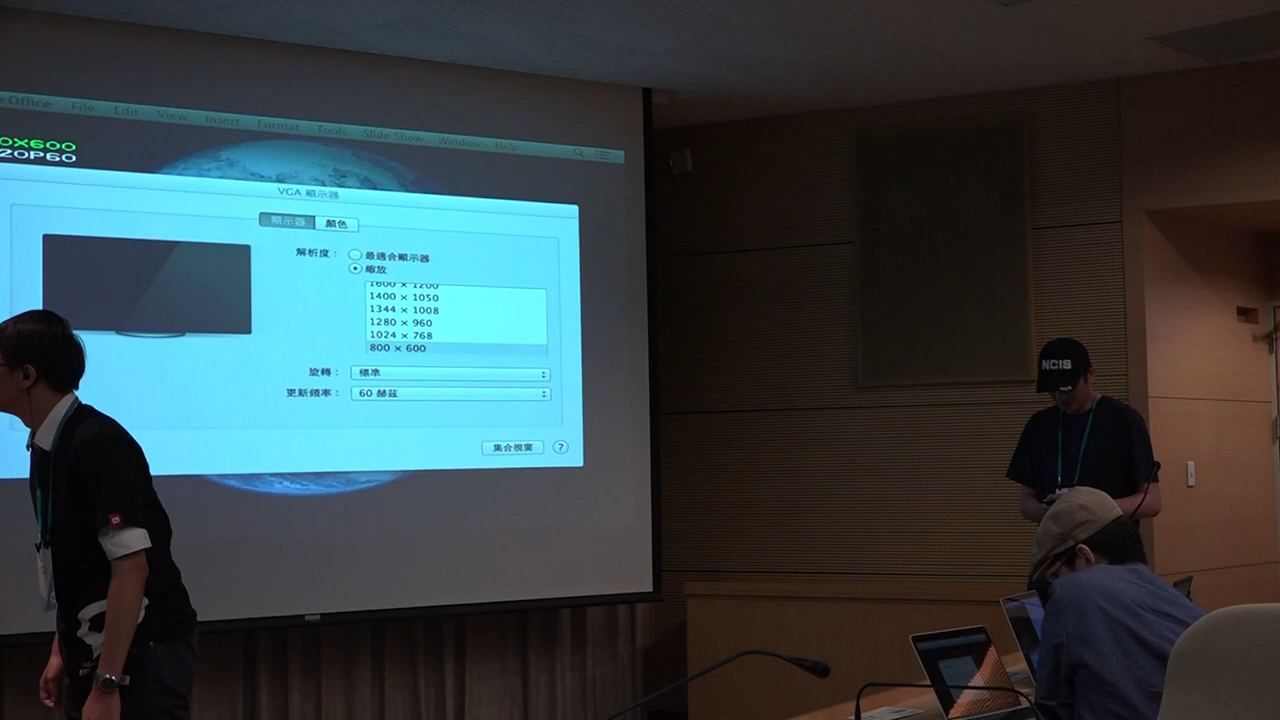 eOffice File Edit View Insert Format Tools Slide Show Window Help
0X600
20P60
VGA 顯示器
顯示器 顏色
解析度： 最適合顯示器
縮放
1600 × 1200
1400 × 1050
1344 × 1008
1280 × 960
1024 × 768
800 × 600
旋轉： 標準
更新頻率： 60 赫茲
集合視窗 ?
NCIS